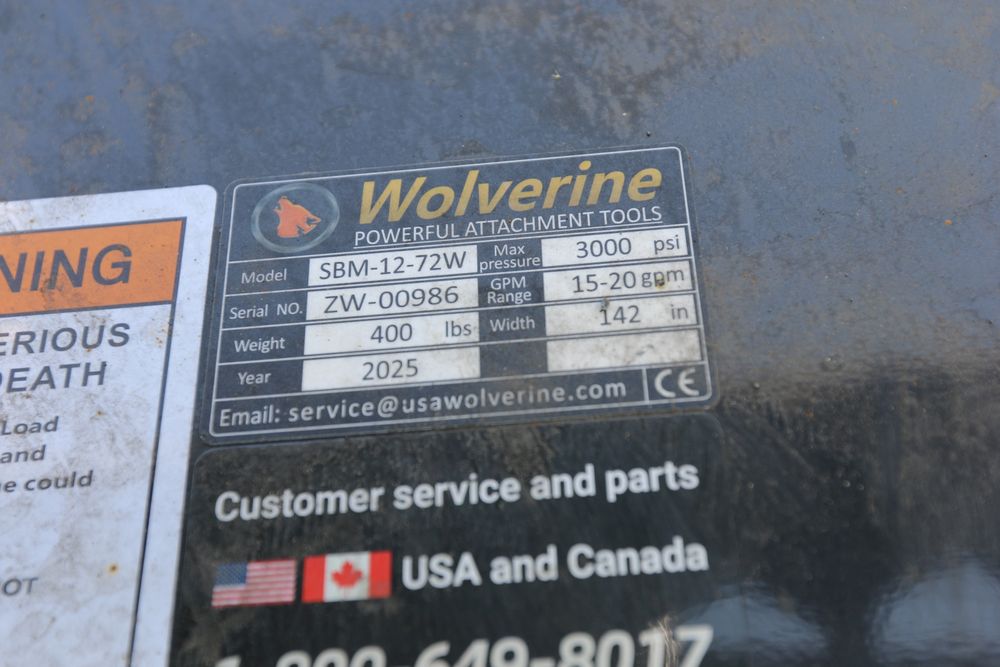 Wolverine
POWERFUL ATTACHMENT TOOLS
Model SBM-12-72W Max pressure 3000 psi
Serial NO. ZW-00986 GPM Range 15-20 gpm
Weight 400 lbs Width 142 in
Year 2025
Email: service@usawolverine.com CE
NING
ERIOUS
DEATH
Load
and
e could
OT
Customer service and parts
USA and Canada
649-8017